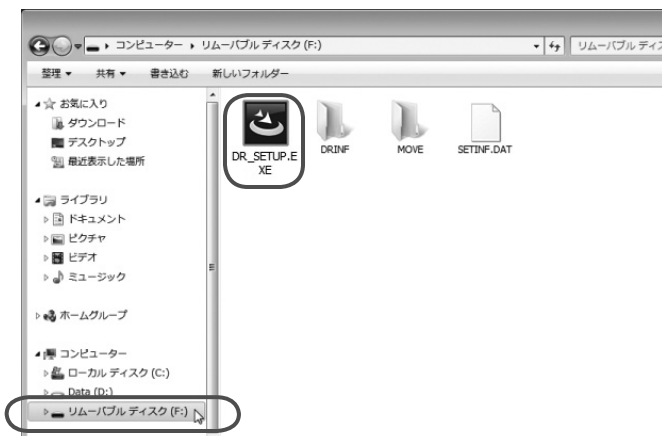 コンピューター リムーバブル ディスク (F:) リムーバブル ディス
整理 共有 書き込む 新しいフォルダー
お気に入り
ダウンロード
デスクトップ
最近表示した場所
ライブラリ
ドキュメント
ピクチャ
ビデオ
ミュージック
ホームグループ
コンピューター
ローカル ディスク (C:)
Data (D:)
リムーバブル ディスク (F:)
DR_SETUP.E
XE
DRINF
MOVE
SETINF.DAT